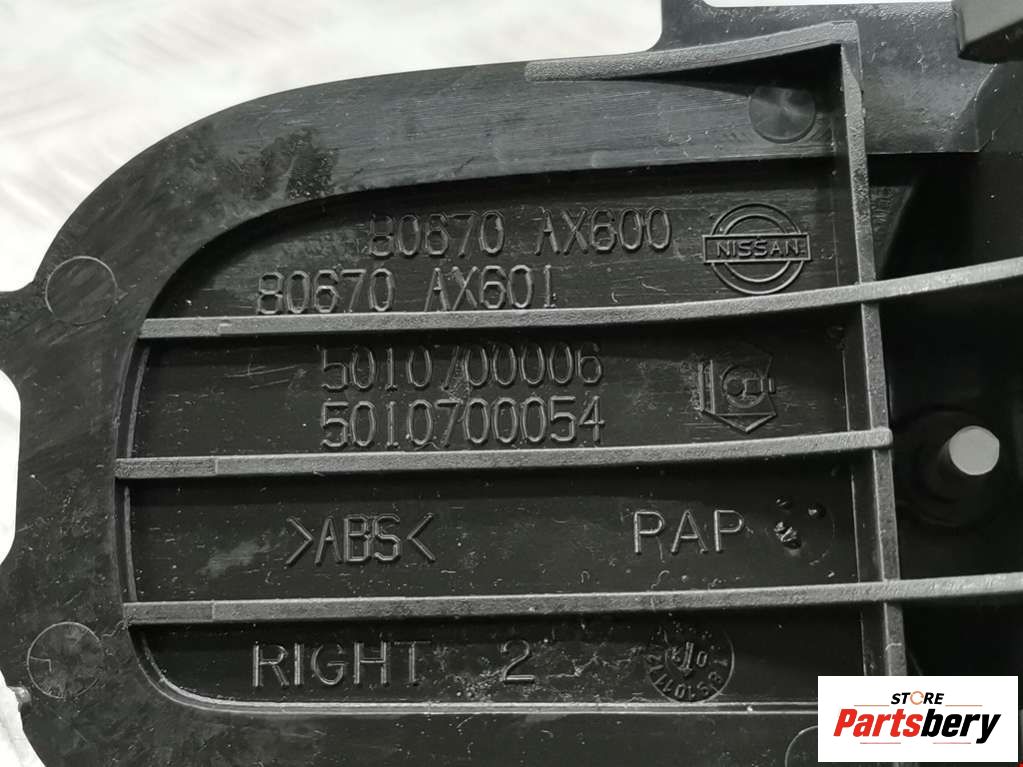 80670 AX600
NISSAN
80670 AX601
5010700006
5010700054
>ABS<
PAP
RIGHT 2
STORE
Partsbery